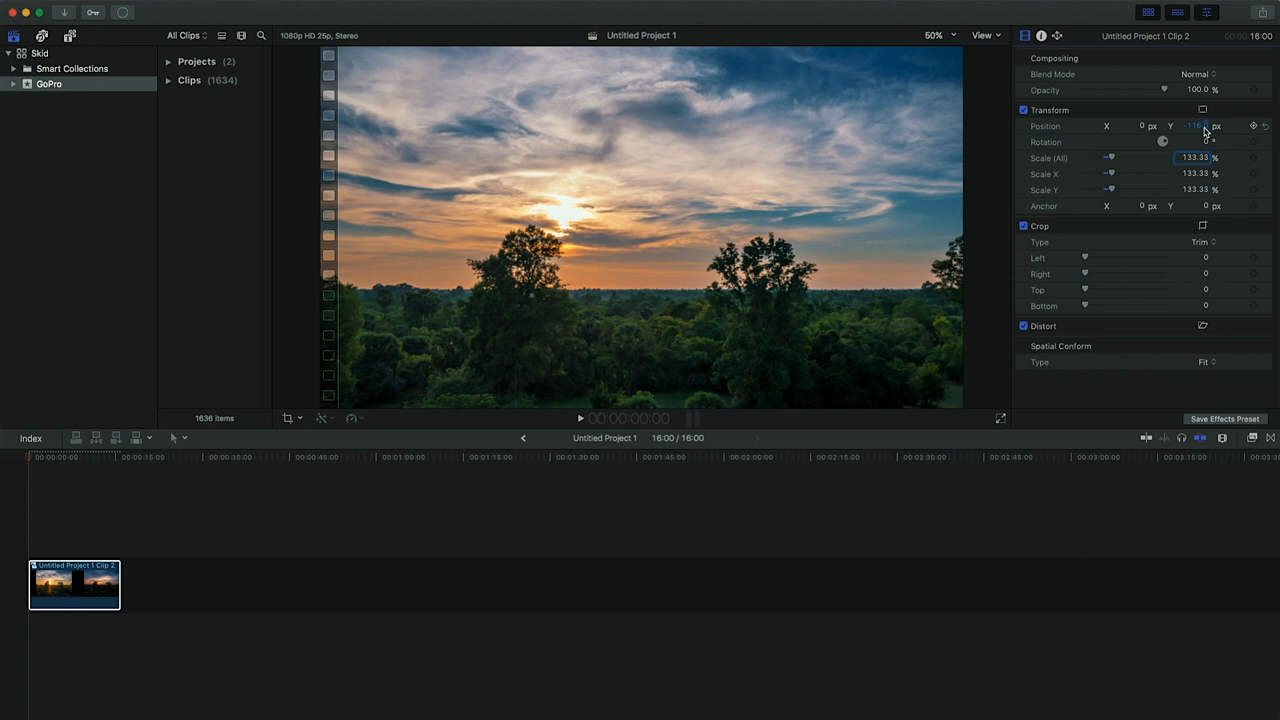 All Clips
1080p HD 25p, Stereo
Untitled Project 1
50%
View
Untitled Project 1 Clip 2
00:00:16:00
Skid
Smart Collections
GoPro
Projects (2)
Clips (1634)
Compositing
Blend Mode Normal
Opacity 100.0 %
Transform
Position X 0 px Y px
Rotation 0 °
Scale (All) 133.33 %
Scale X 133.33 %
Scale Y 133.33 %
Anchor X 0 px Y 0 px
Crop
Type Trim
Left 0
Right 0
Top 0
Bottom 0
Distort
Spatial Conform
Type Fit
1636 items
00:00:00:00
Save Effects Preset
Index
Untitled Project 1 16:00 / 16:00
00:00:00:00 00:00:15:00 00:00:30:00 00:00:45:00 00:01:00:00 00:01:15:00 00:01:30:00 00:01:45:00 00:02:00:00 00:02:15:00 00:02:30:00 00:02:45:00 00:03:00:00 00:03:15:00
Untitled Project 1 Clip 2